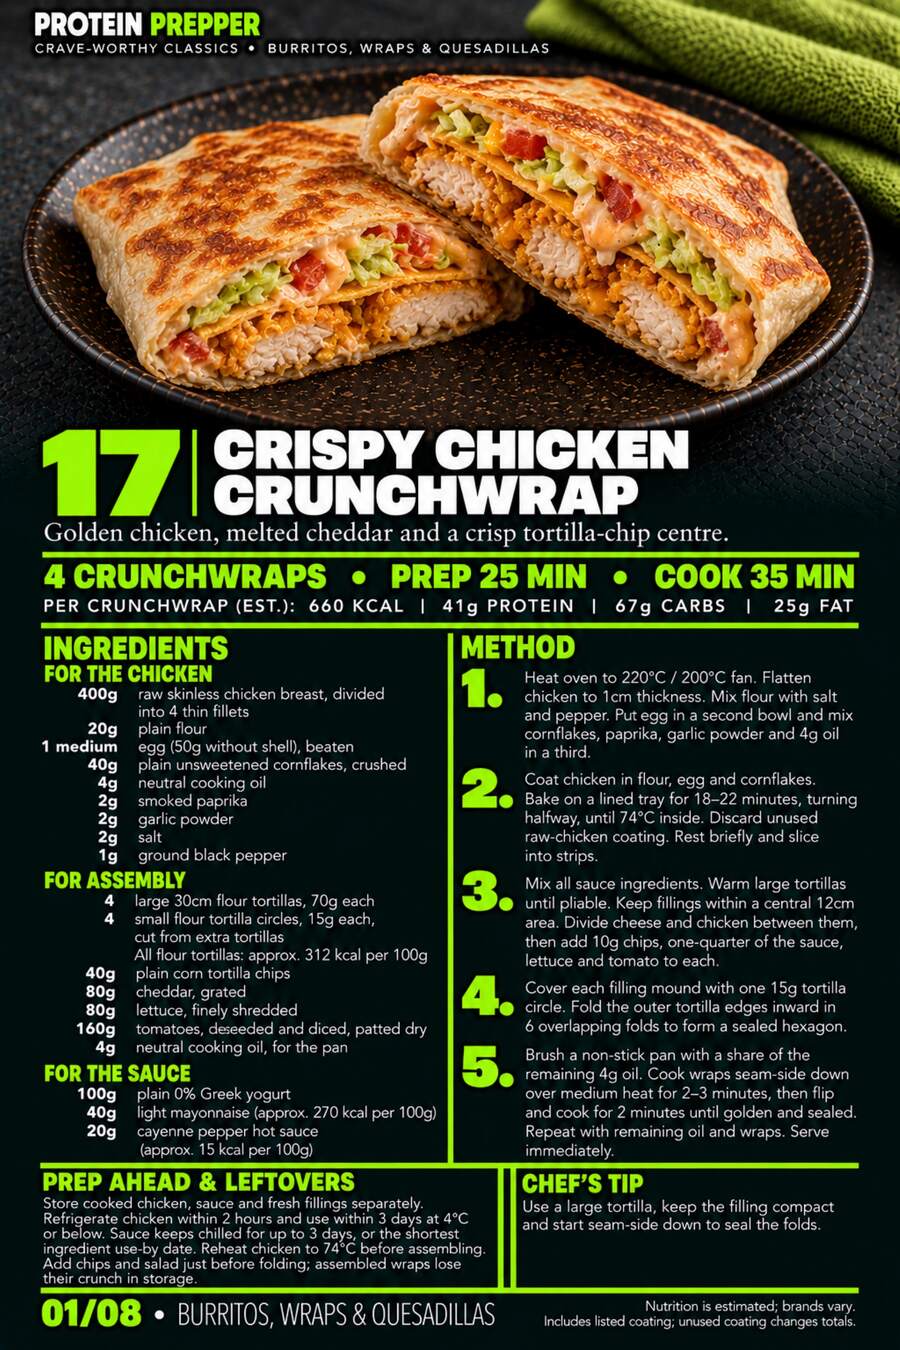 PROTEIN PREPPER
CRAVE-WORTHY CLASSICS • BURRITOS, WRAPS & QUESADILLAS
17 | CRISPY CHICKEN
CRUNCHWRAP
Golden chicken, melted cheddar and a crisp tortilla-chip centre.
4 CRUNCHWRAPS • PREP 25 MIN • COOK 35 MIN
PER CRUNCHWRAP (EST.): 660 KCAL | 41g PROTEIN | 67g CARBS | 25g FAT
INGREDIENTS
FOR THE CHICKEN
400g raw skinless chicken breast, divided
into 4 thin fillets
20g plain flour
1 medium egg (50g without shell), beaten
40g plain unsweetened cornflakes, crushed
4g neutral cooking oil
2g smoked paprika
2g garlic powder
2g salt
1g ground black pepper
FOR ASSEMBLY
4 large 30cm flour tortillas, 70g each
4 small flour tortilla circles, 15g each,
cut from extra tortillas
All flour tortillas: approx. 312 kcal per 100g
40g plain corn tortilla chips
80g cheddar, grated
80g lettuce, finely shredded
160g tomatoes, deseeded and diced, patted dry
4g neutral cooking oil, for the pan
FOR THE SAUCE
100g plain 0% Greek yogurt
40g light mayonnaise (approx. 270 kcal per 100g)
20g cayenne pepper hot sauce
(approx. 15 kcal per 100g)
METHOD
1. Heat oven to 220°C / 200°C fan. Flatten
chicken to 1cm thickness. Mix flour with salt
and pepper. Put egg in a second bowl and mix
cornflakes, paprika, garlic powder and 4g oil
in a third.
2. Coat chicken in flour, egg and cornflakes.
Bake on a lined tray for 18–22 minutes, turning
halfway, until 74°C inside. Discard unused
raw-chicken coating. Rest briefly and slice
into strips.
3. Mix all sauce ingredients. Warm large tortillas
until pliable. Keep fillings within a central 12cm
area. Divide cheese and chicken between them,
then add 10g chips, one-quarter of the sauce,
lettuce and tomato to each.
4. Cover each filling mound with one 15g tortilla
circle. Fold the outer tortilla edges inward in
6 overlapping folds to form a sealed hexagon.
5. Brush a non-stick pan with a share of the
remaining 4g oil. Cook wraps seam-side down
over medium heat for 2–3 minutes, then flip
and cook for 2 minutes until golden and sealed.
Repeat with remaining oil and wraps. Serve
immediately.
PREP AHEAD & LEFTOVERS
Store cooked chicken, sauce and fresh fillings separately.
Refrigerate chicken within 2 hours and use within 3 days at 4°C
or below. Sauce keeps chilled for up to 3 days, or the shortest
ingredient use-by date. Reheat chicken to 74°C before assembling.
Add chips and salad just before folding; assembled wraps lose
their crunch in storage.
CHEF'S TIP
Use a large tortilla, keep the filling compact
and start seam-side down to seal the folds.
01/08 • BURRITOS, WRAPS & QUESADILLAS
Nutrition is estimated; brands vary.
Includes listed coating; unused coating changes totals.